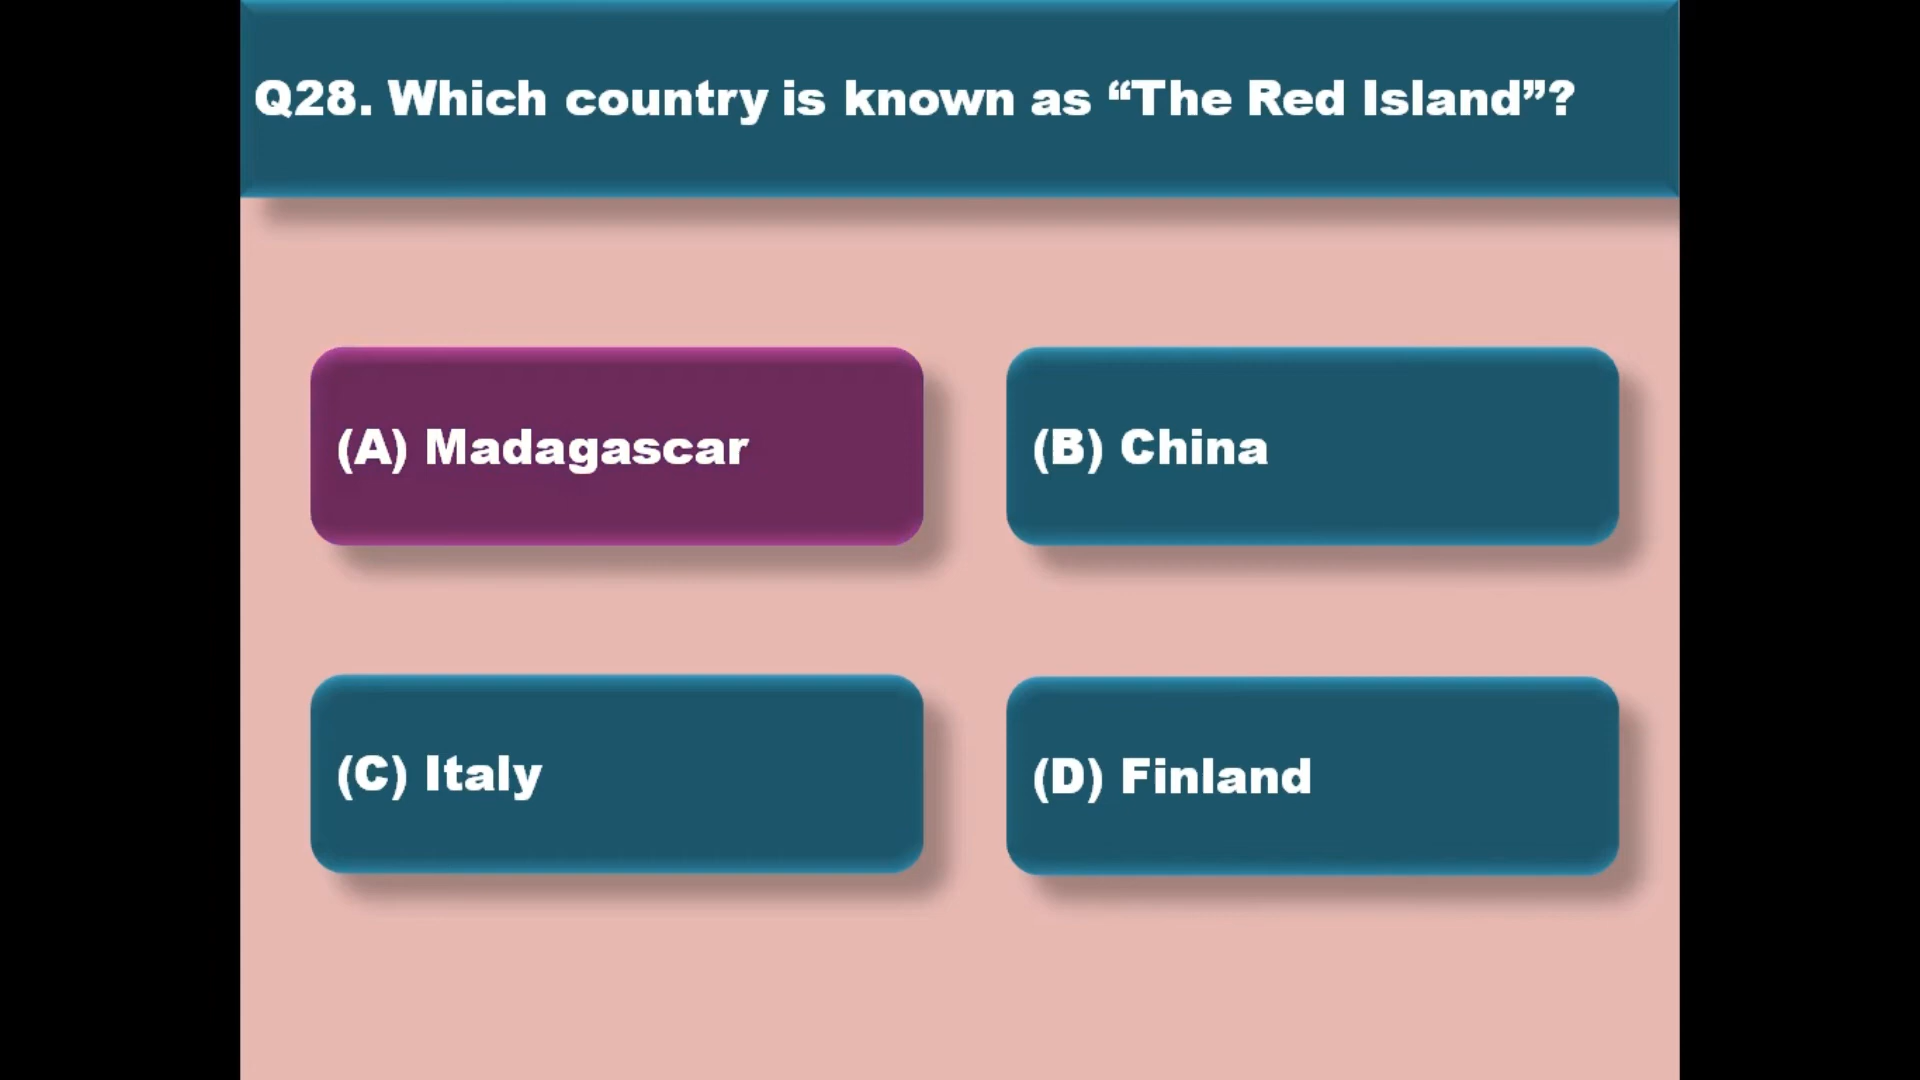 Q28. Which country is known as “The Red Island”?
(A) Madagascar
(B) China
(C) Italy
(D) Finland